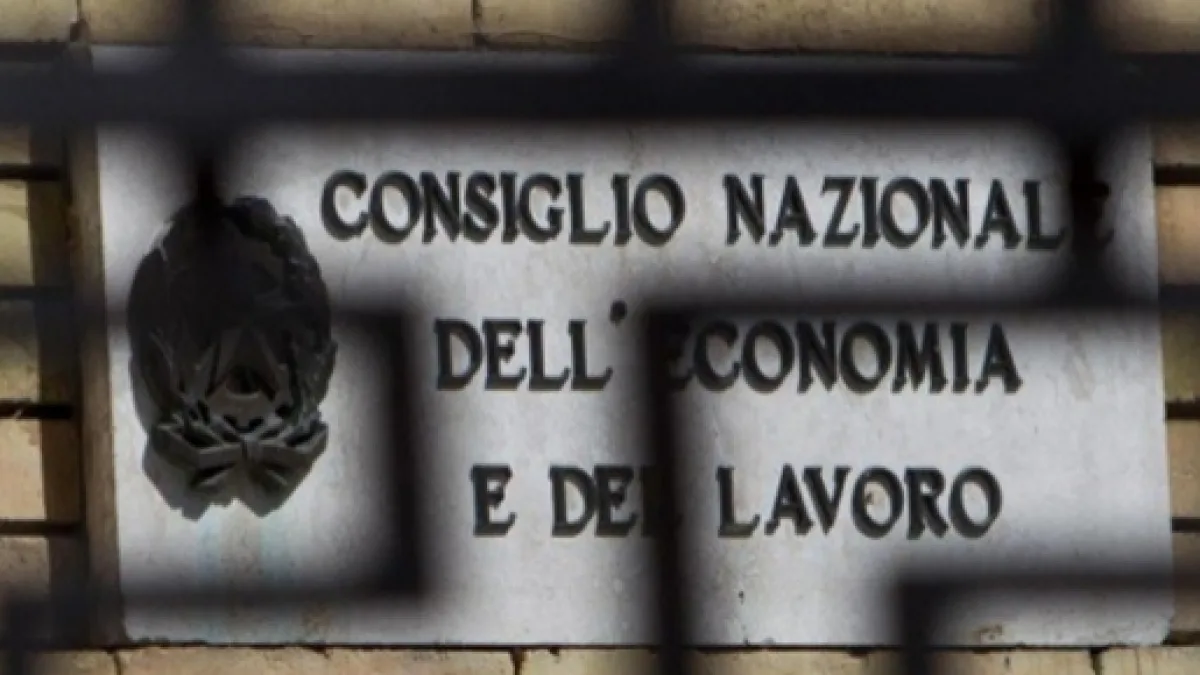 CONSIGLIO NAZIONALE
DELL'ECONOMIA
E DEL LAVORO